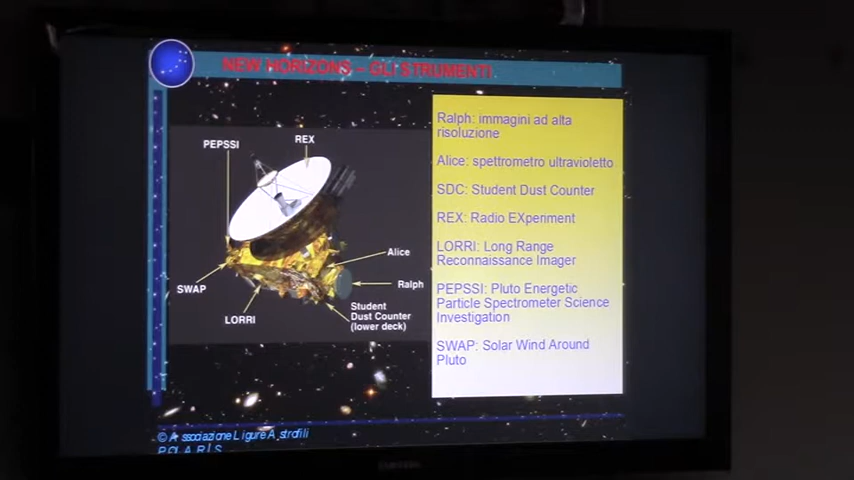 NEW HORIZONS – GLI STRUMENTI
PEPSSI
REX
Alice
Ralph
SWAP
LORRI
Student
Dust Counter
(lower deck)
Ralph: immagini ad alta
risoluzione
Alice: spettrometro ultravioletto
SDC: Student Dust Counter
REX: Radio EXperiment
LORRI: Long Range
Reconnaissance Imager
PEPSSI: Pluto Energetic
Particle Spectrometer Science
Investigation
SWAP: Solar Wind Around
Pluto
© Associazione Ligure Astrofili
POLARIS